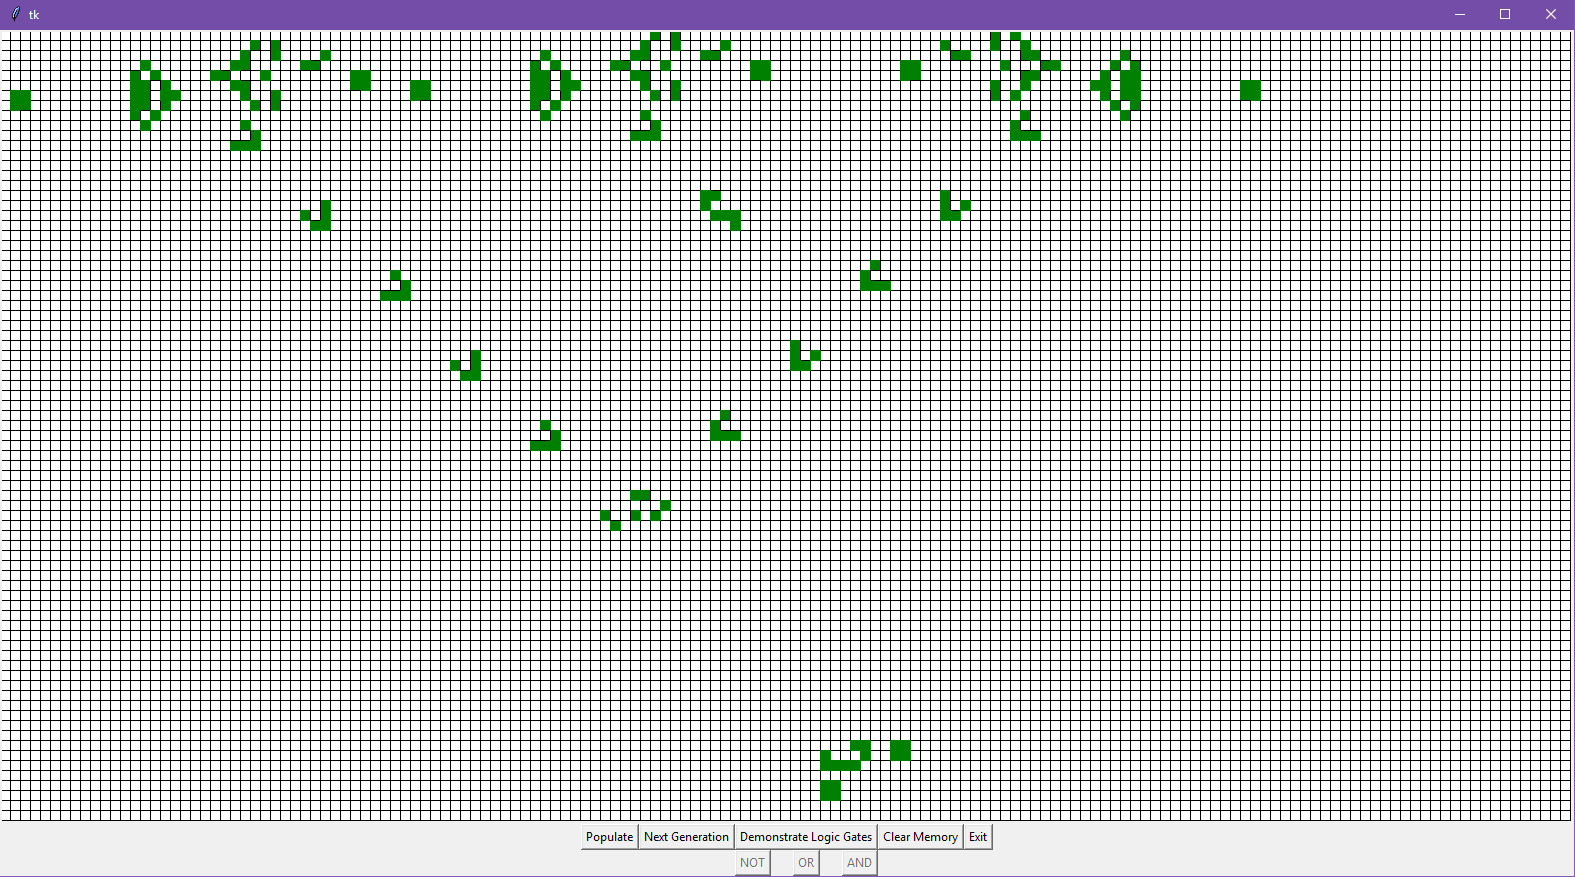 tk
Populate Next Generation Demonstrate Logic Gates Clear Memory Exit
NOT OR AND